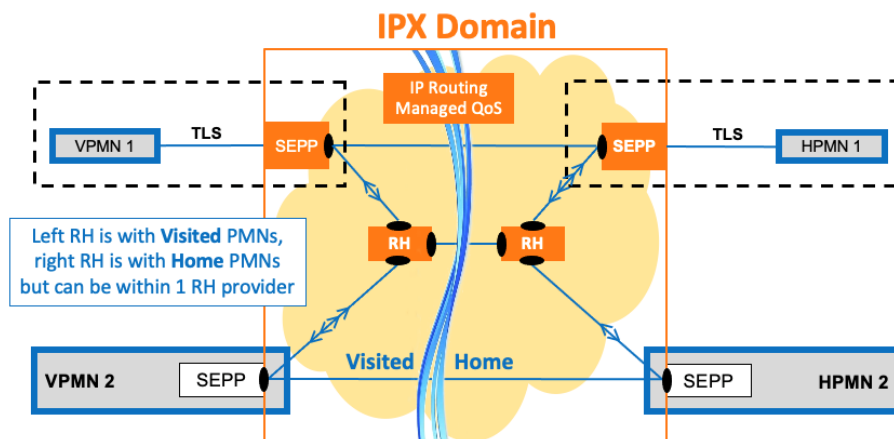 IPX Domain
IP Routing
Managed QoS
VPMN 1
TLS
SEPP
SEPP
TLS
HPMN 1
Left RH is with Visited PMNs,
right RH is with Home PMNs
but can be within 1 RH provider
RH
RH
Visited
Home
VPMN 2
SEPP
SEPP
HPMN 2